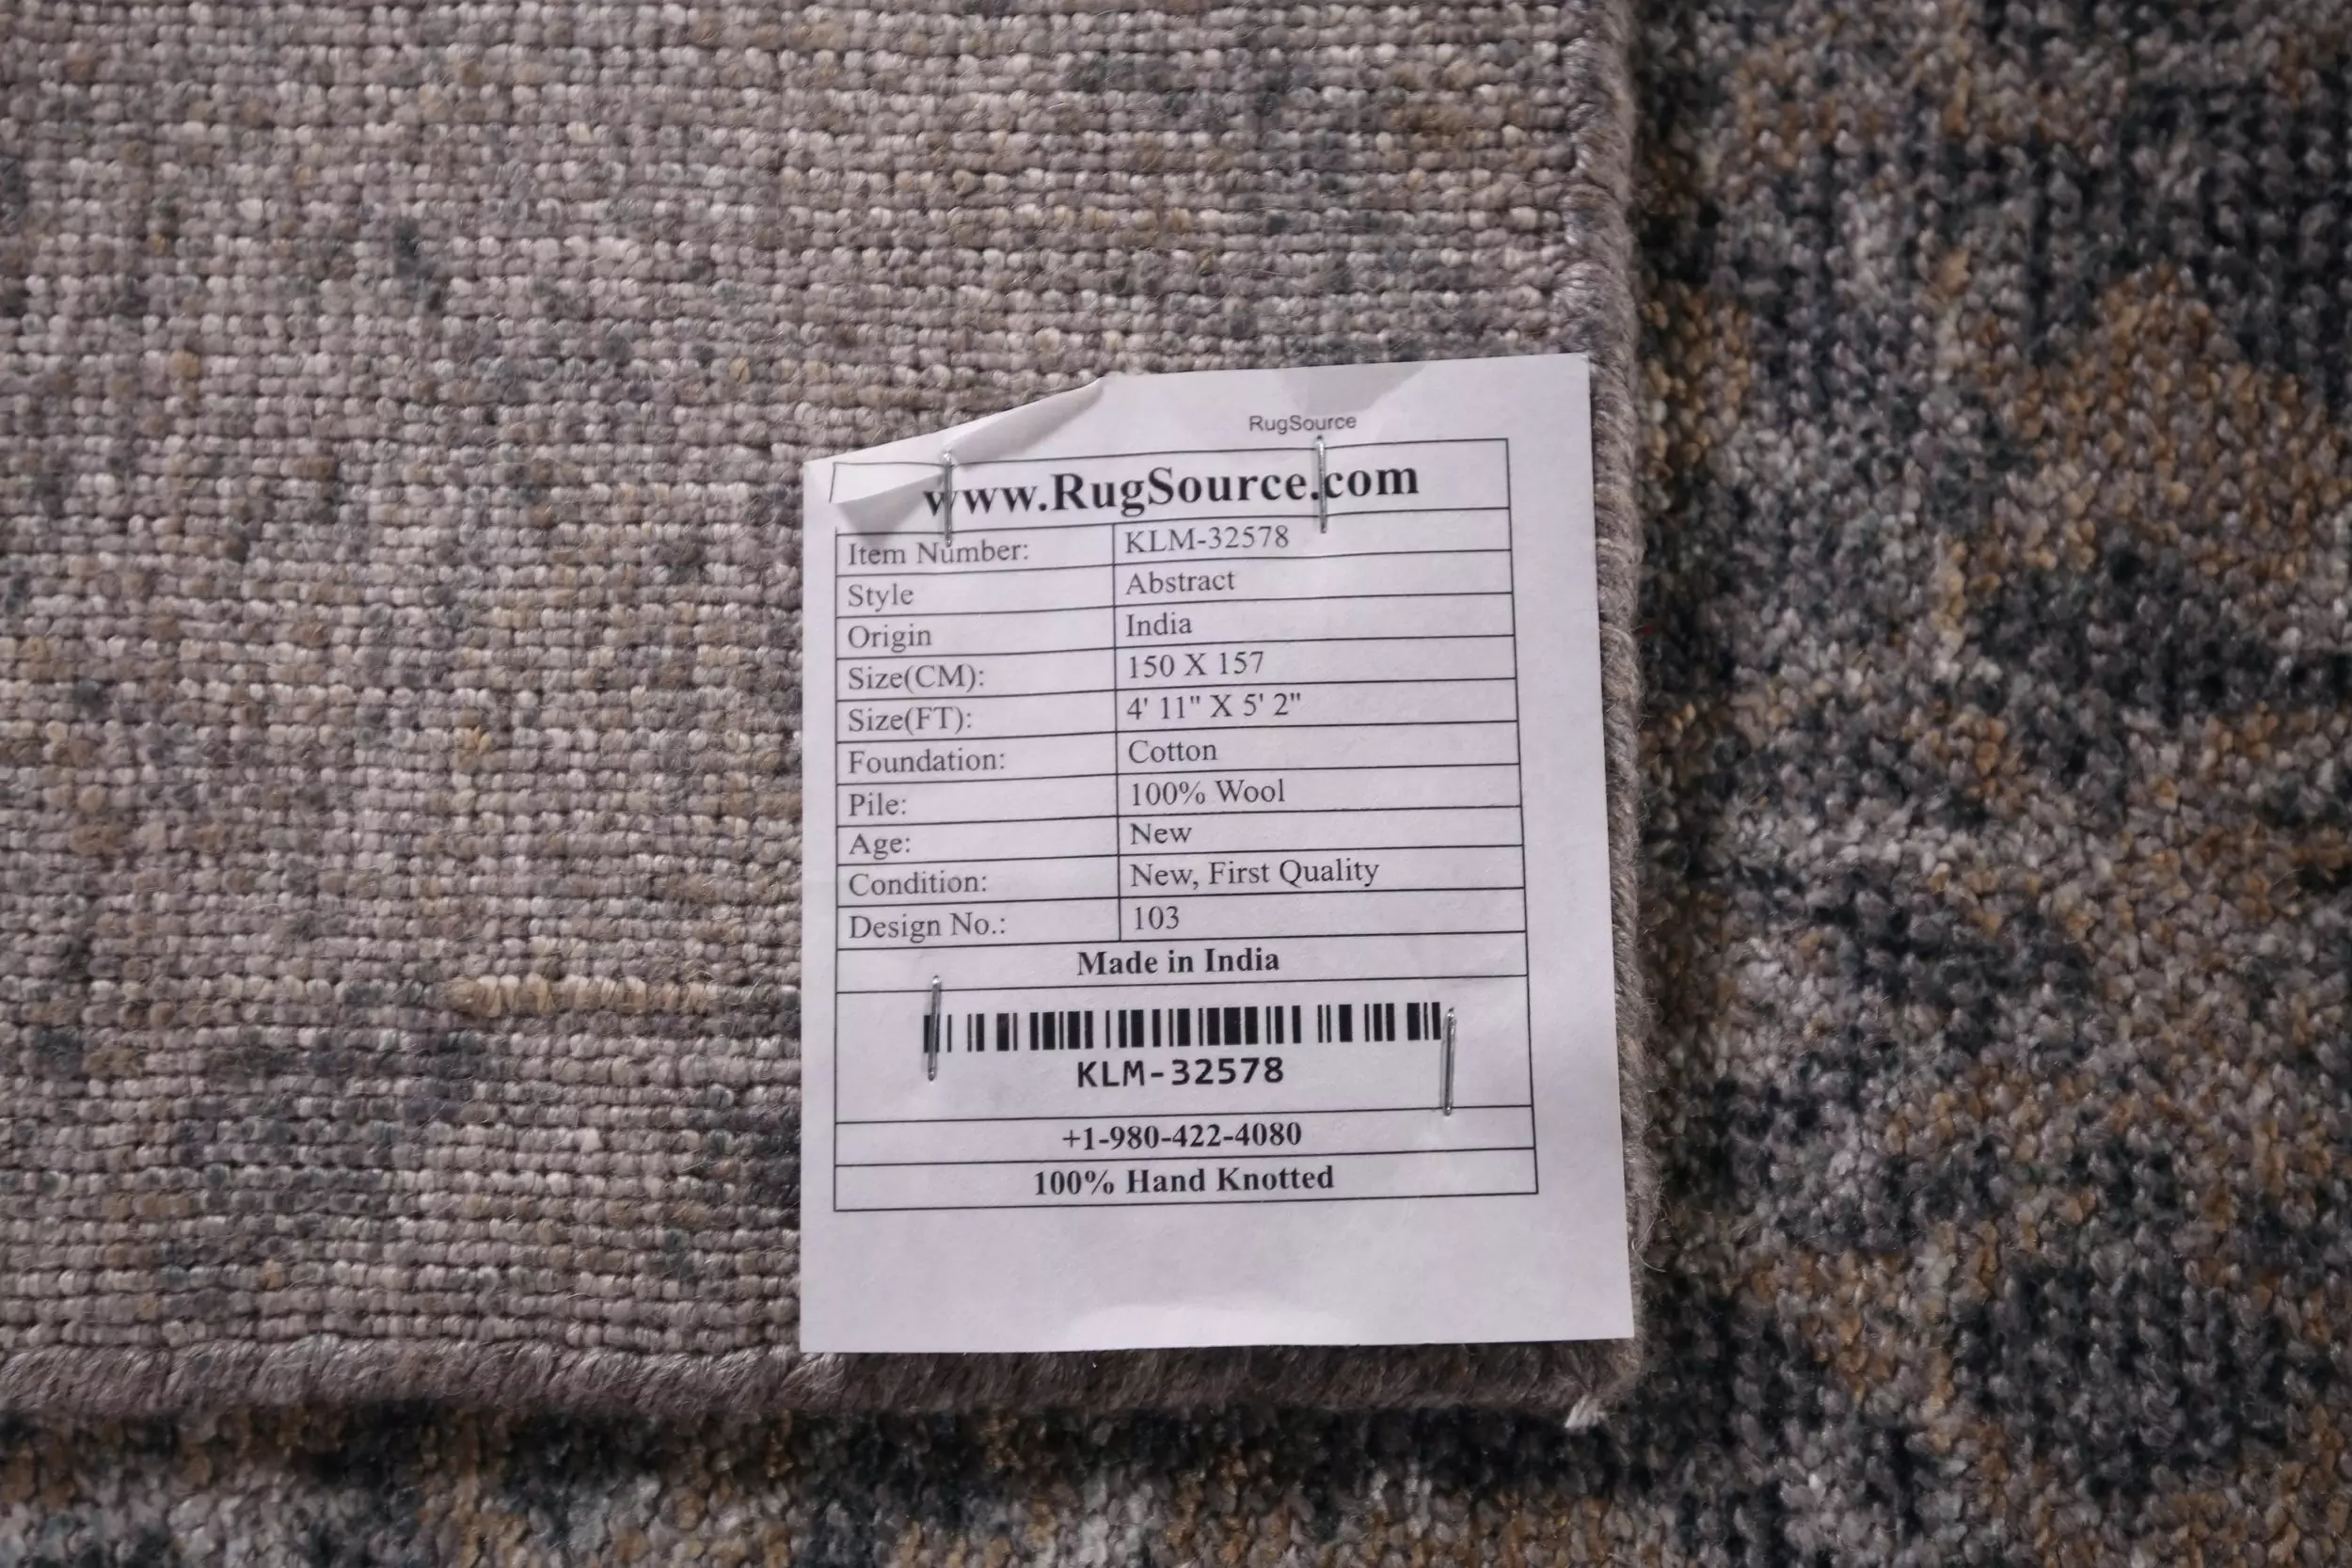 RugSource
www.RugSource.com
Item Number: KLM-32578
Style Abstract
Origin India
Size(CM): 150 X 157
Size(FT): 4' 11" X 5' 2"
Foundation: Cotton
Pile: 100% Wool
Age: New
Condition: New, First Quality
Design No.: 103
Made in India
KLM-32578
+1-980-422-4080
100% Hand Knotted